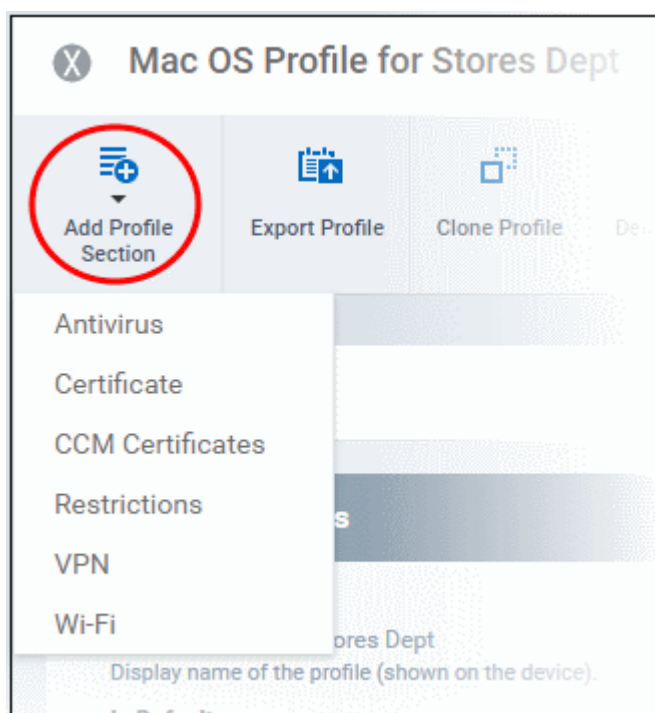 X Mac OS Profile for Stores Dept
Add Profile
Section
Export Profile
Clone Profile
Antivirus
Certificate
CCM Certificates
Restrictions
s
VPN
Wi-Fi
ores Dept
Display name of the profile (shown on the device).